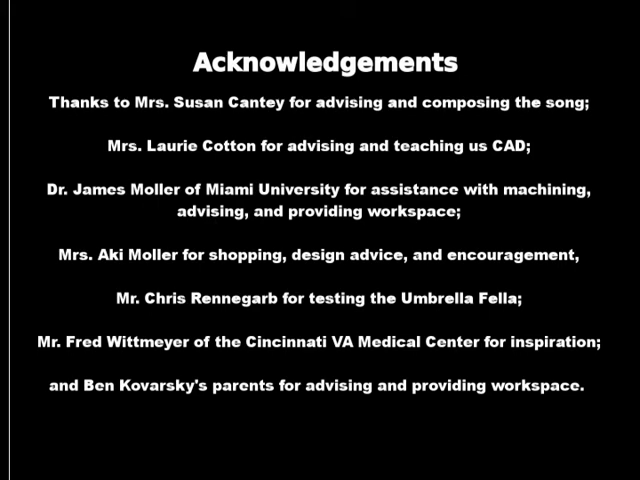 Acknowledgements
Thanks to Mrs. Susan Cantey for advising and composing the song;
Mrs. Laurie Cotton for advising and teaching us CAD;
Dr. James Moller of Miami University for assistance with machining,
advising, and providing workspace;
Mrs. Aki Moller for shopping, design advice, and encouragement,
Mr. Chris Rennegarb for testing the Umbrella Fella;
Mr. Fred Wittmeyer of the Cincinnati VA Medical Center for inspiration;
and Ben Kovarsky's parents for advising and providing workspace.